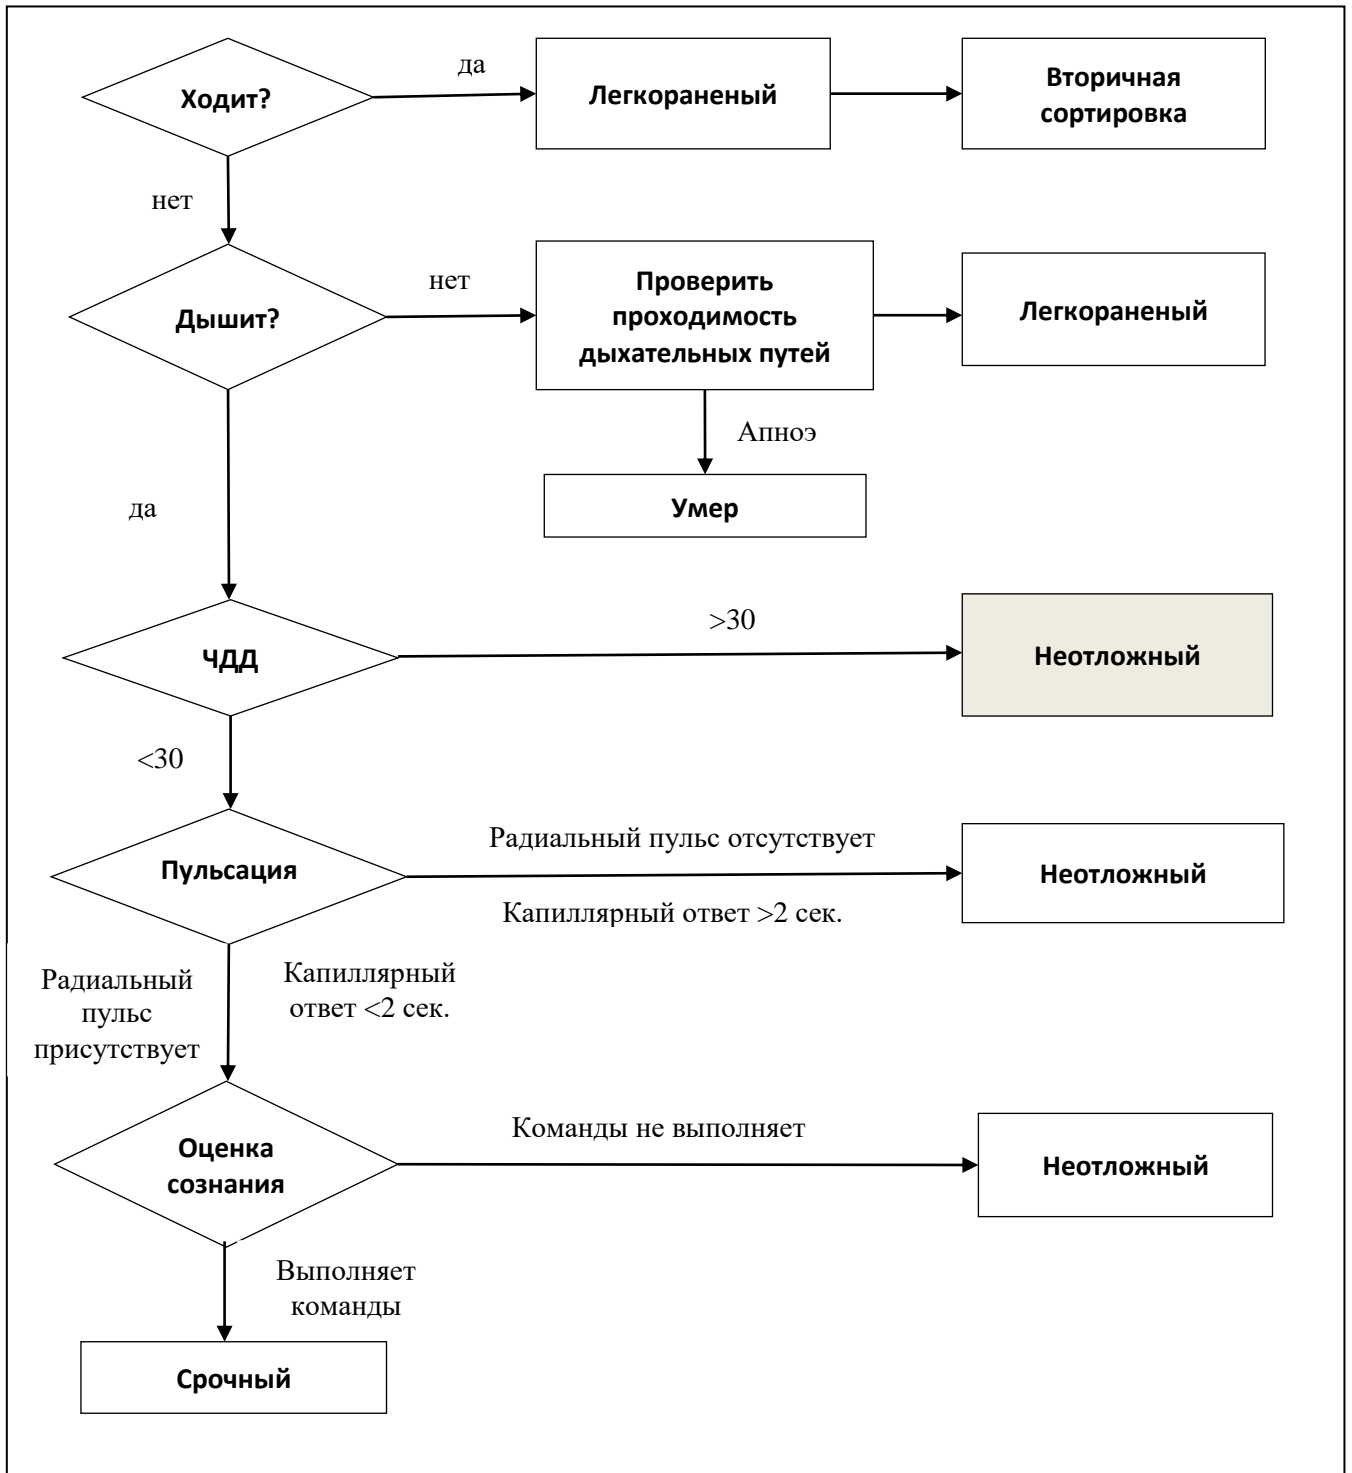 да
Ходит?
Легкораненый
Вторичная
сортировка
нет
Дышит?
нет
Проверить
проходимость
дыхательных путей
Легкораненый
Апноэ
Умер
да
>30
ЧДД
Неотложный
<30
Пульсация
Радиальный пульс отсутствует
Капиллярный ответ >2 сек.
Неотложный
Радиальный
пульс
присутствует
Капиллярный
ответ <2 сек.
Оценка
сознания
Команды не выполняет
Неотложный
Выполняет
команды
Срочный